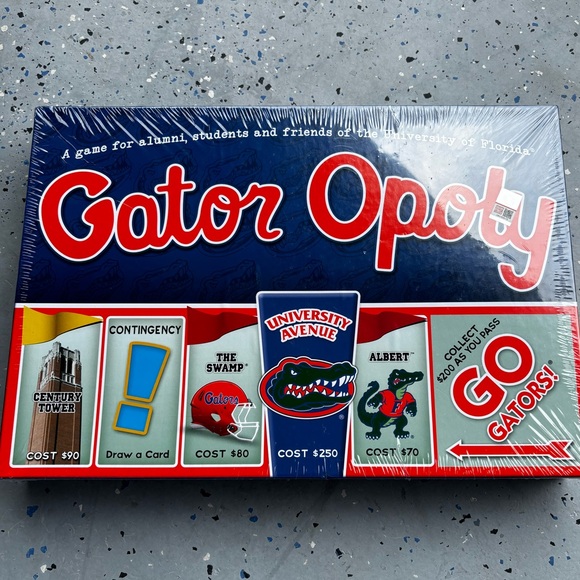 A game for alumni, students and friends of the University of Florida®
Gator Opoly
CENTURY
TOWER
COST $90
CONTINGENCY
!
Draw a Card
THE
SWAMP®
Gators
COST $80
UNIVERSITY
AVENUE
®
COST $250
ALBERT™
F
®
COST $70
COLLECT
$200 AS YOU PASS
GO
GATORS!®